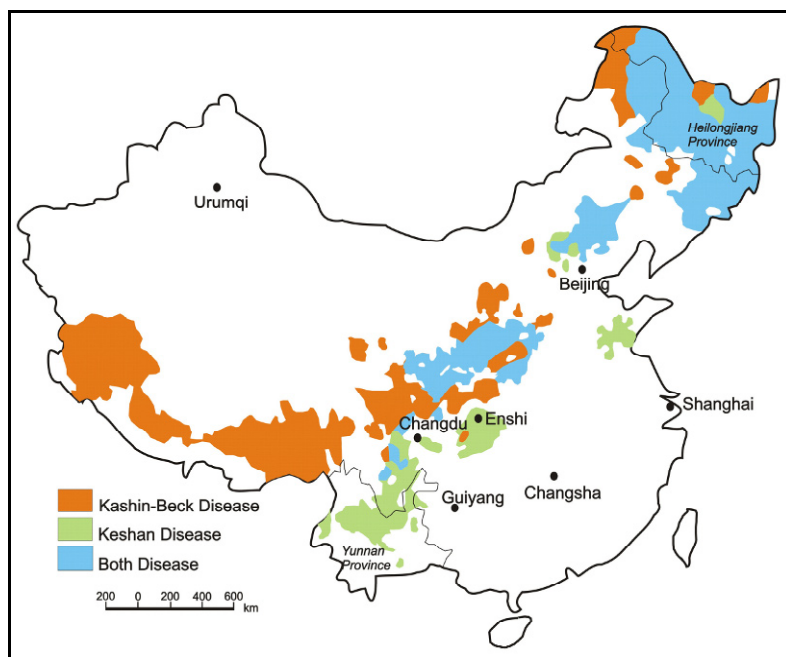 Heilongjiang
Province
Urumqi
Beijing
Shanghai
Enshi
Changdu
Changsha
Guiyang
Kashin-Beck Disease
Keshan Disease
Both Disease
Yunnan
Province
200 0 200 400 600
km